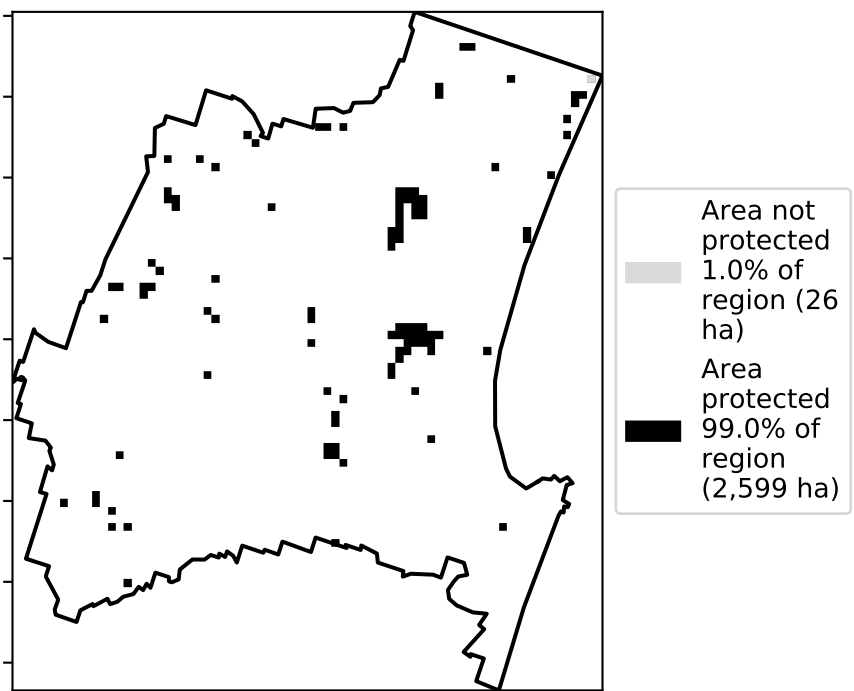 Area not
protected
1.0% of
region (26
ha)
Area
protected
99.0% of
region
(2,599 ha)